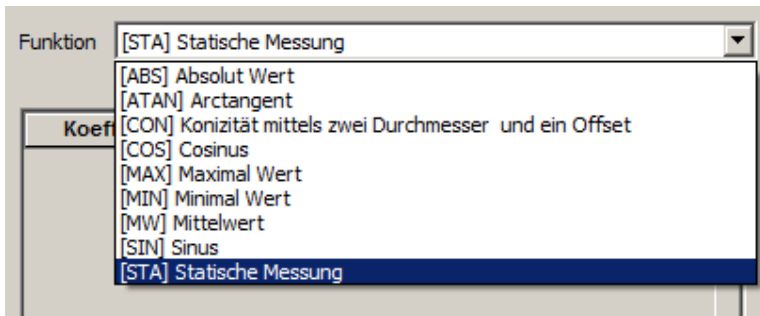 Funktion [STA] Statische Messung
[ABS] Absolut Wert
[ATAN] Arctangent
Koeff
[CON] Konizität mittels zwei Durchmesser und ein Offset
[COS] Cosinus
[MAX] Maximal Wert
[MIN] Minimal Wert
[MW] Mittelwert
[SIN] Sinus
[STA] Statische Messung